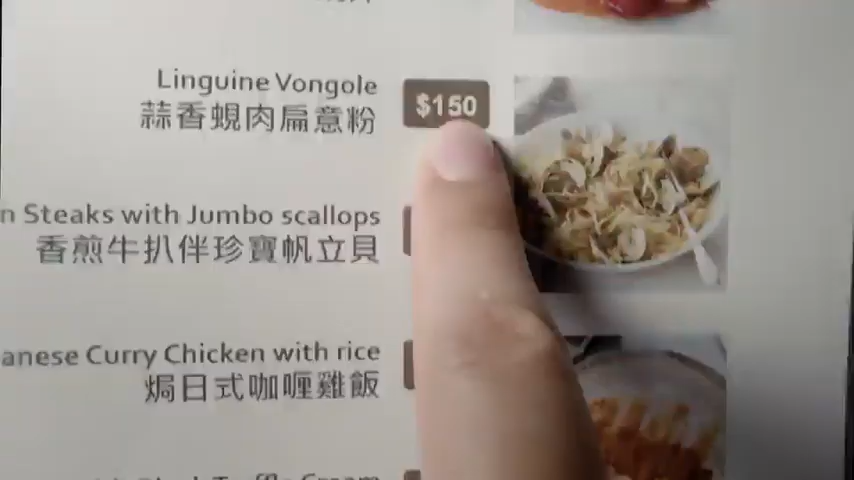 Linguine Vongole
蒜香蜆肉扁意粉
$150
n Steaks with Jumbo scallops
香煎牛扒伴珍寶帆立貝
anese Curry Chicken with rice
焗日式咖喱雞飯